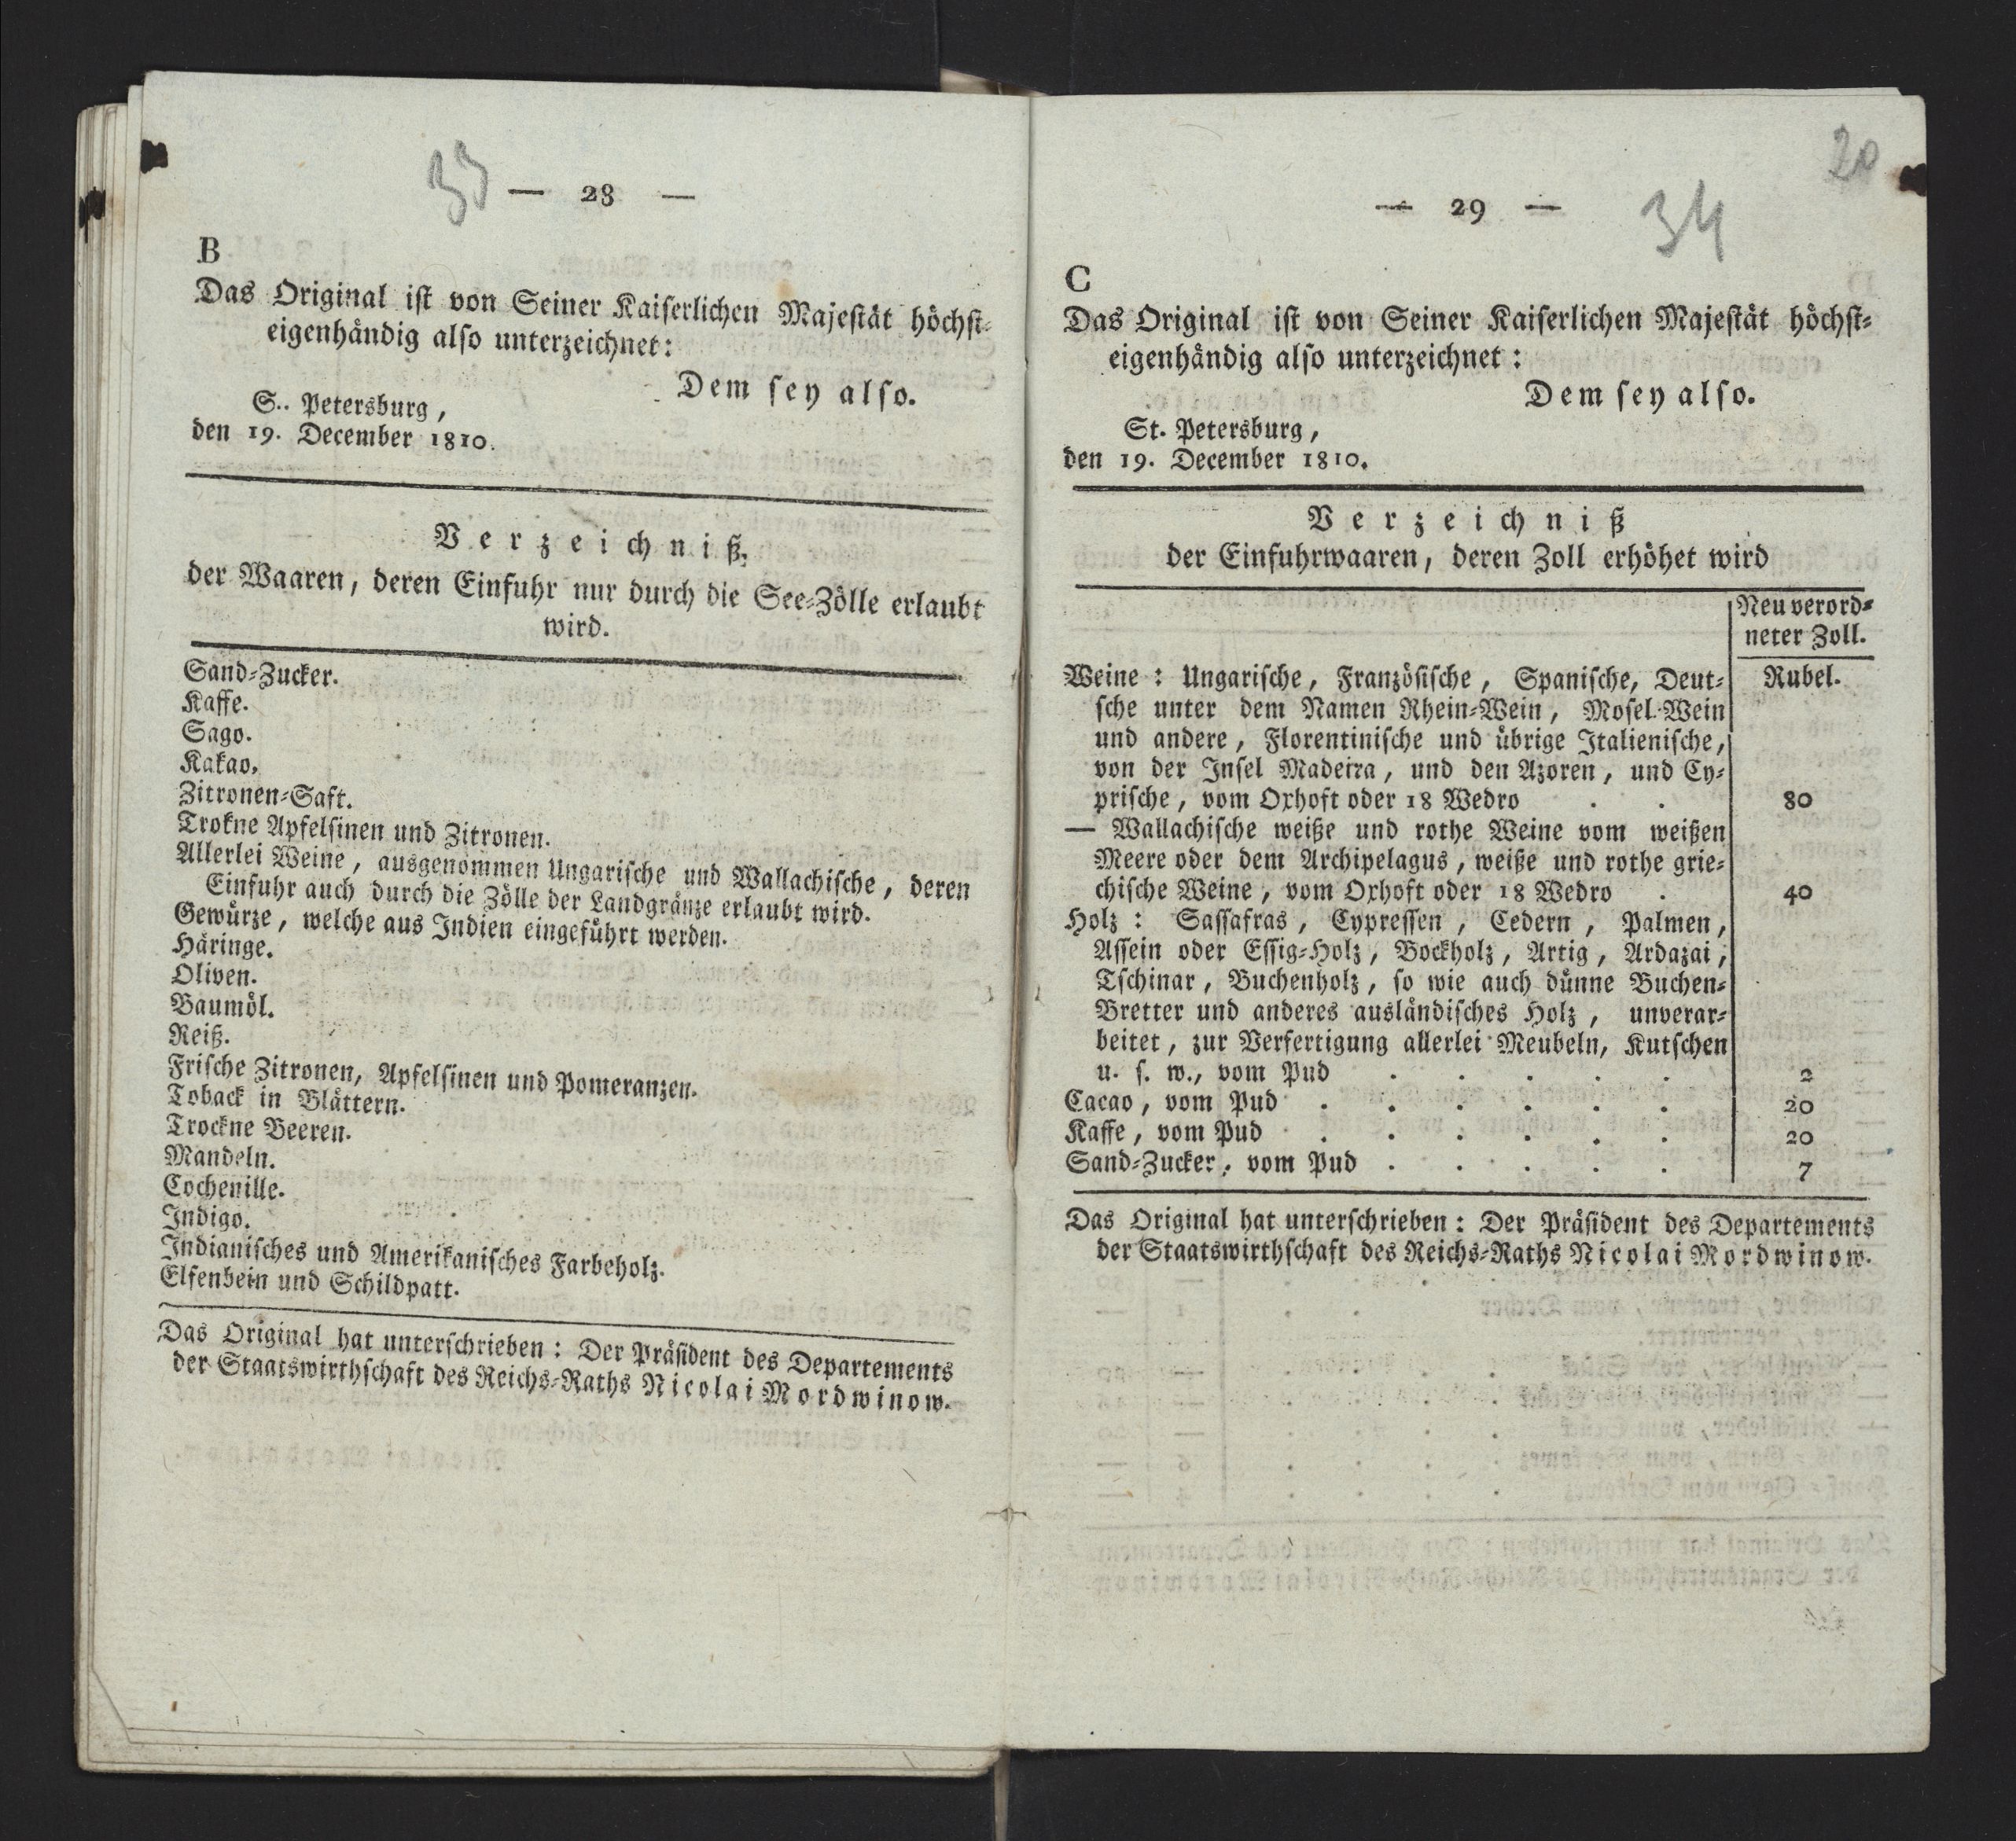 33
— 28 —
B
Das Original ist von Seiner Kaiserlichen Majestät höchst-
eigenhändig also unterzeichnet:
Dem sey also.
S.. Petersburg,
den 19. December 1810.
Verzeichniß,
der Waaren, deren Einfuhr nur durch die See-Zölle erlaubt
wird.
Sand-Zucker.
Kaffe.
Sago.
Kakao.
Zitronen-Saft.
Trokne Apfelsinen und Zitronen.
Allerlei Weine, ausgenommen Ungarische und Wallachische, deren
Einfuhr auch durch die Zölle der Landgränze erlaubt wird.
Gewürze, welche aus Indien eingeführt werden.
Häringe.
Oliven.
Baumöl.
Reiß.
Frische Zitronen, Apfelsinen und Pomeranzen.
Toback in Blättern.
Trockne Beeren.
Mandeln.
Cochenille.
Indigo.
Indianisches und Amerikanisches Farbeholz.
Elfenbein und Schildpatt.
Das Original hat unterschrieben: Der Präsident des Departements
der Staatswirthschaft des Reichs-Raths Nicolai Mordwinow.
20
— 29 — 34
C
Das Original ist von Seiner Kaiserlichen Majestät höchst-
eigenhändig also unterzeichnet:
Dem sey also.
St. Petersburg,
den 19. December 1810.
Verzeichniß
der Einfuhrwaaren, deren Zoll erhöhet wird
Neu verord-
neter Zoll.
Weine: Ungarische, Französische, Spanische, Deut- Rubel.
sche unter dem Namen Rhein-Wein, Mosel-Wein
und andere, Florentinische und übrige Italienische,
von der Insel Madeira, und den Azoren, und Cy-
prische, vom Oxhoft oder 18 Wedro . . 80
— Wallachische weiße und rothe Weine vom weißen
Meere oder dem Archipelagus, weiße und rothe grie-
chische Weine, vom Oxhoft oder 18 Wedro . 40
Holz: Sassafras, Cypressen, Cedern, Palmen,
Assein oder Essig-Holz, Bockholz, Artig, Ardazai,
Tschinar, Buchenholz, so wie auch dünne Buchen-
Bretter und anderes ausländisches Holz, unverar-
beitet, zur Verfertigung allerlei Meubeln, Kutschen
u. s. w., vom Pud . . . . . 2
Cacao, vom Pud . . . . . . 20
Kaffe, vom Pud . . . . . . 20
Sand-Zucker, vom Pud . . . . . 7
Das Original hat unterschrieben: Der Präsident des Departements
der Staatswirthschaft des Reichs-Raths Nicolai Mordwinow.